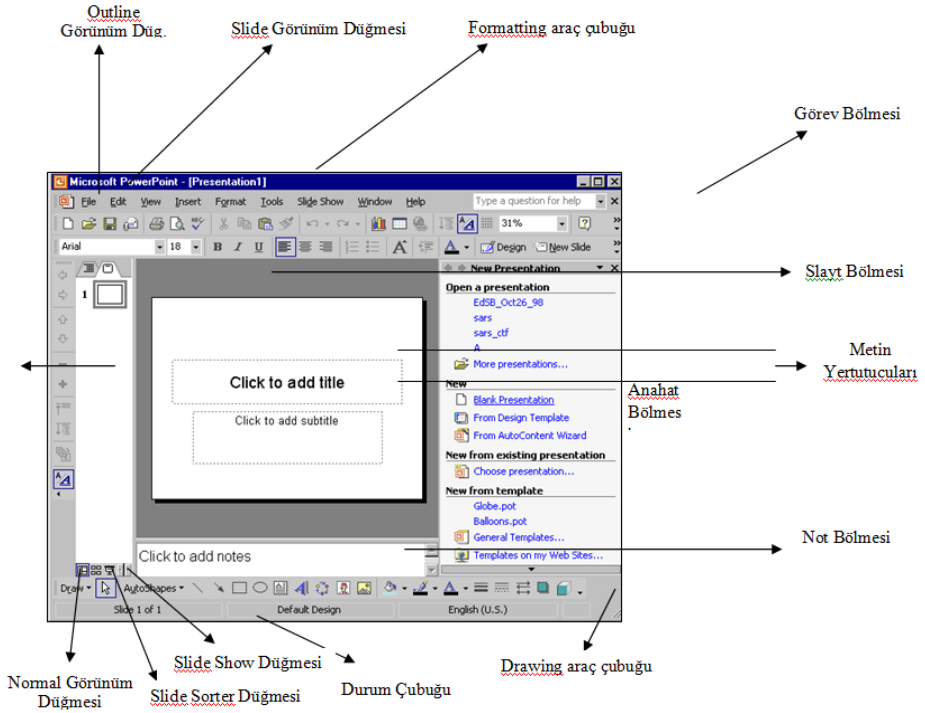 Outline
Görünüm Düg.
Slide Görünüm Düğmesi
Formatting araç çubuğu
Görev Bölmesi
Microsoft PowerPoint - [Presentation1]
File Edit View Insert Format Tools Slide Show Window Help
Type a question for help
31%
Arial
18
B I U
A
Design
New Slide
New Presentation
1
Open a presentation
EdSB_Oct26_98
sars
sars_ctf
A
More presentations...
New
Blank Presentation
From Design Template
From AutoContent Wizard
New from existing presentation
Choose presentation...
New from template
Globe.pot
Balloons.pot
General Templates...
Templates on my Web Sites...
Click to add title
Click to add subtitle
Click to add notes
Slayt Bölmesi
Metin
Yertutucuları
Anahat
Bölmes
Not Bölmesi
Draw
AutoShapes
Slide 1 of 1
Default Design
English (U.S.)
Slide Show Düğmesi
Drawing araç çubuğu
Normal Görünüm
Düğmesi
Slide Sorter Düğmesi
Durum Çubuğu